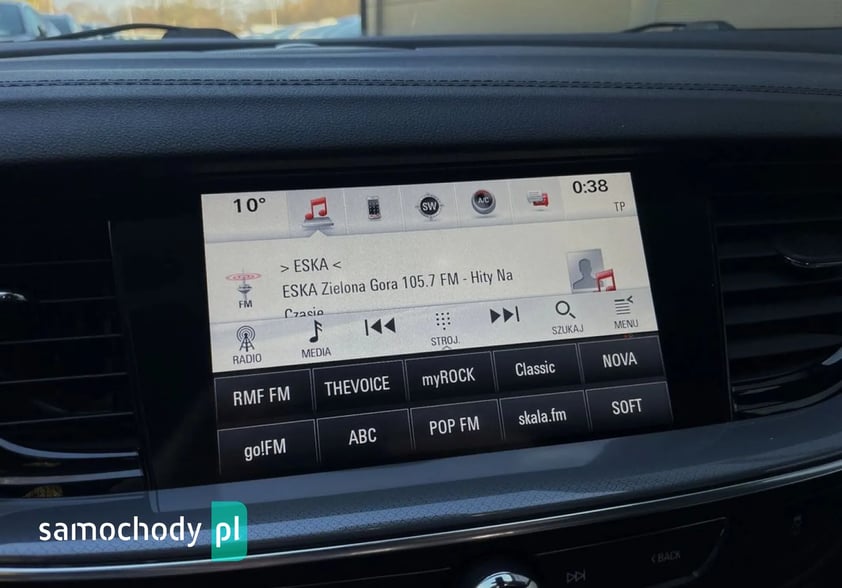 10°
SW
A/C
0:38
TP
> ESKA <
ESKA Zielona Gora 105.7 FM - Hity Na
Czasie
FM
RADIO
MEDIA
STROJ.
SZUKAJ
MENU
RMF FM
THEVOICE
myROCK
Classic
NOVA
go!FM
ABC
POP FM
skala.fm
SOFT
samochody pl
BACK